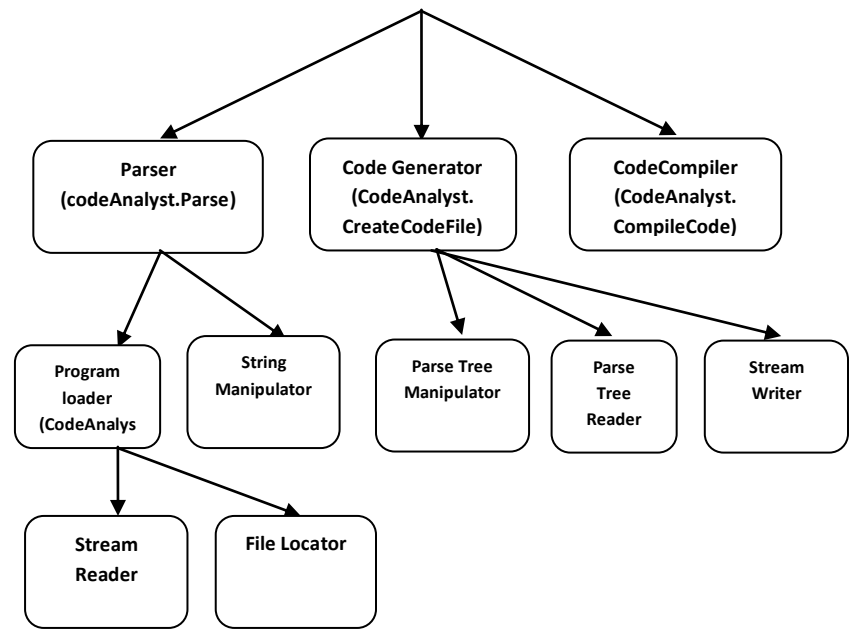 Parser
(codeAnalyst.Parse)
Code Generator
(CodeAnalyst.
CreateCodeFile)
CodeCompiler
(CodeAnalyst.
CompileCode)
Program
loader
(CodeAnalys
String
Manipulator
Parse Tree
Manipulator
Parse
Tree
Reader
Stream
Writer
Stream
Reader
File Locator